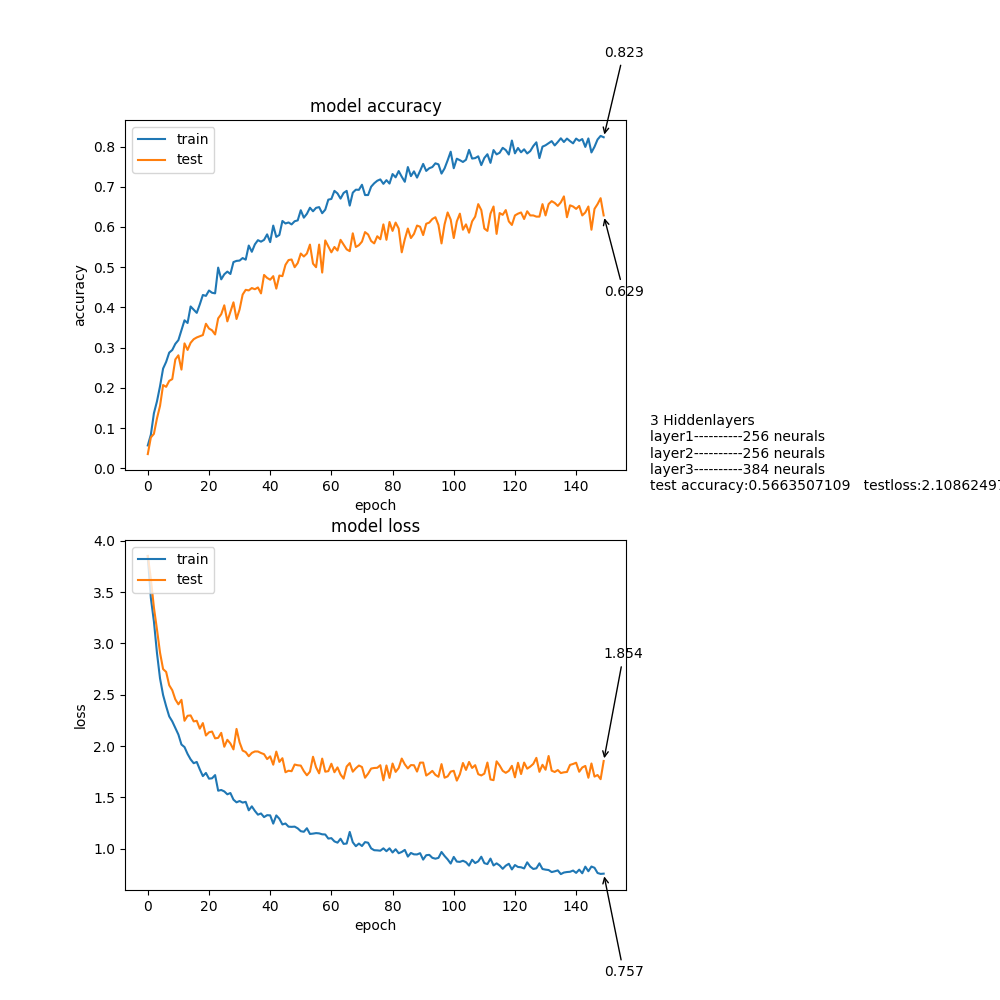 0.823
model accuracy
train
test
0.8
0.7
0.6
0.5
0.4
0.3
0.2
0.1
0.0
accuracy
0.629
0 20 40 60 80 100 120 140
epoch
3 Hiddenlayers
layer1----------256 neurals
layer2----------256 neurals
layer3----------384 neurals
test accuracy:0.5663507109 testloss:2.10862497
model loss
train
test
4.0
3.5
3.0
2.5
2.0
1.5
1.0
loss
1.854
0 20 40 60 80 100 120 140
epoch
0.757